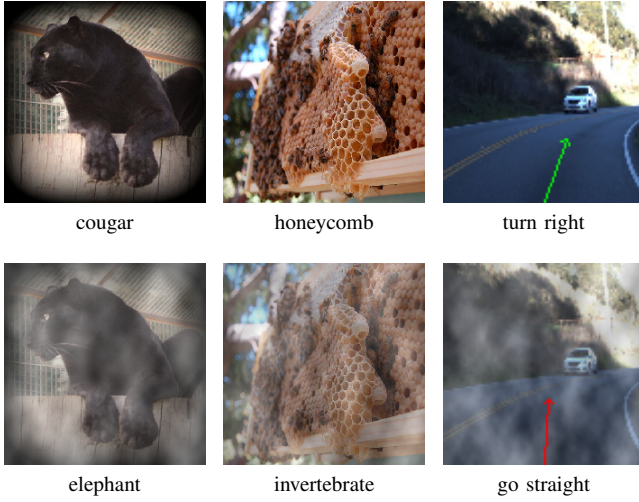 cougar
honeycomb
turn right
elephant
invertebrate
go straight